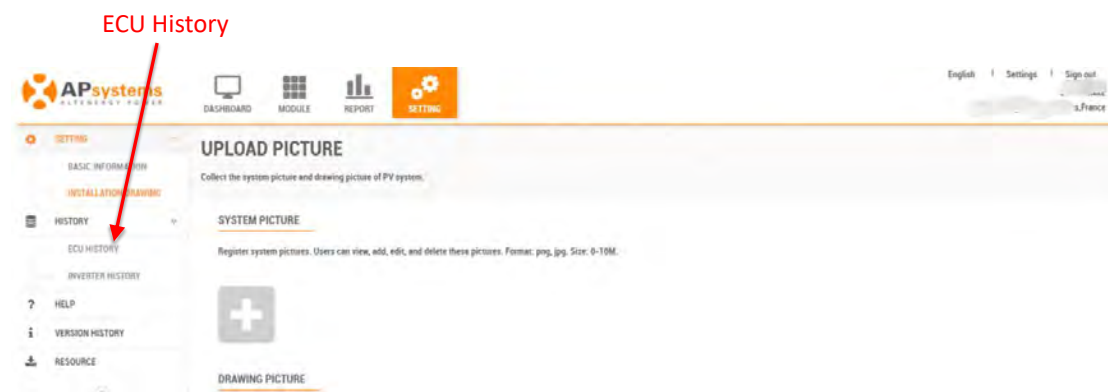 ECU History
APsystems
ALTENERGY POWER
DASHBOARD
MODULE
REPORT
SETTING
English | Settings | Sign out
s,France
SETTING
BASIC INFORMATION
INSTALLATION DRAWING
HISTORY
ECU HISTORY
INVERTER HISTORY
? HELP
i VERSION HISTORY
RESOURCE
UPLOAD PICTURE
Collect the system picture and drawing picture of PV system.
SYSTEM PICTURE
Register system pictures. Users can view, add, edit, and delete these pictures. Format: png, jpg. Size: 0-10M.
DRAWING PICTURE